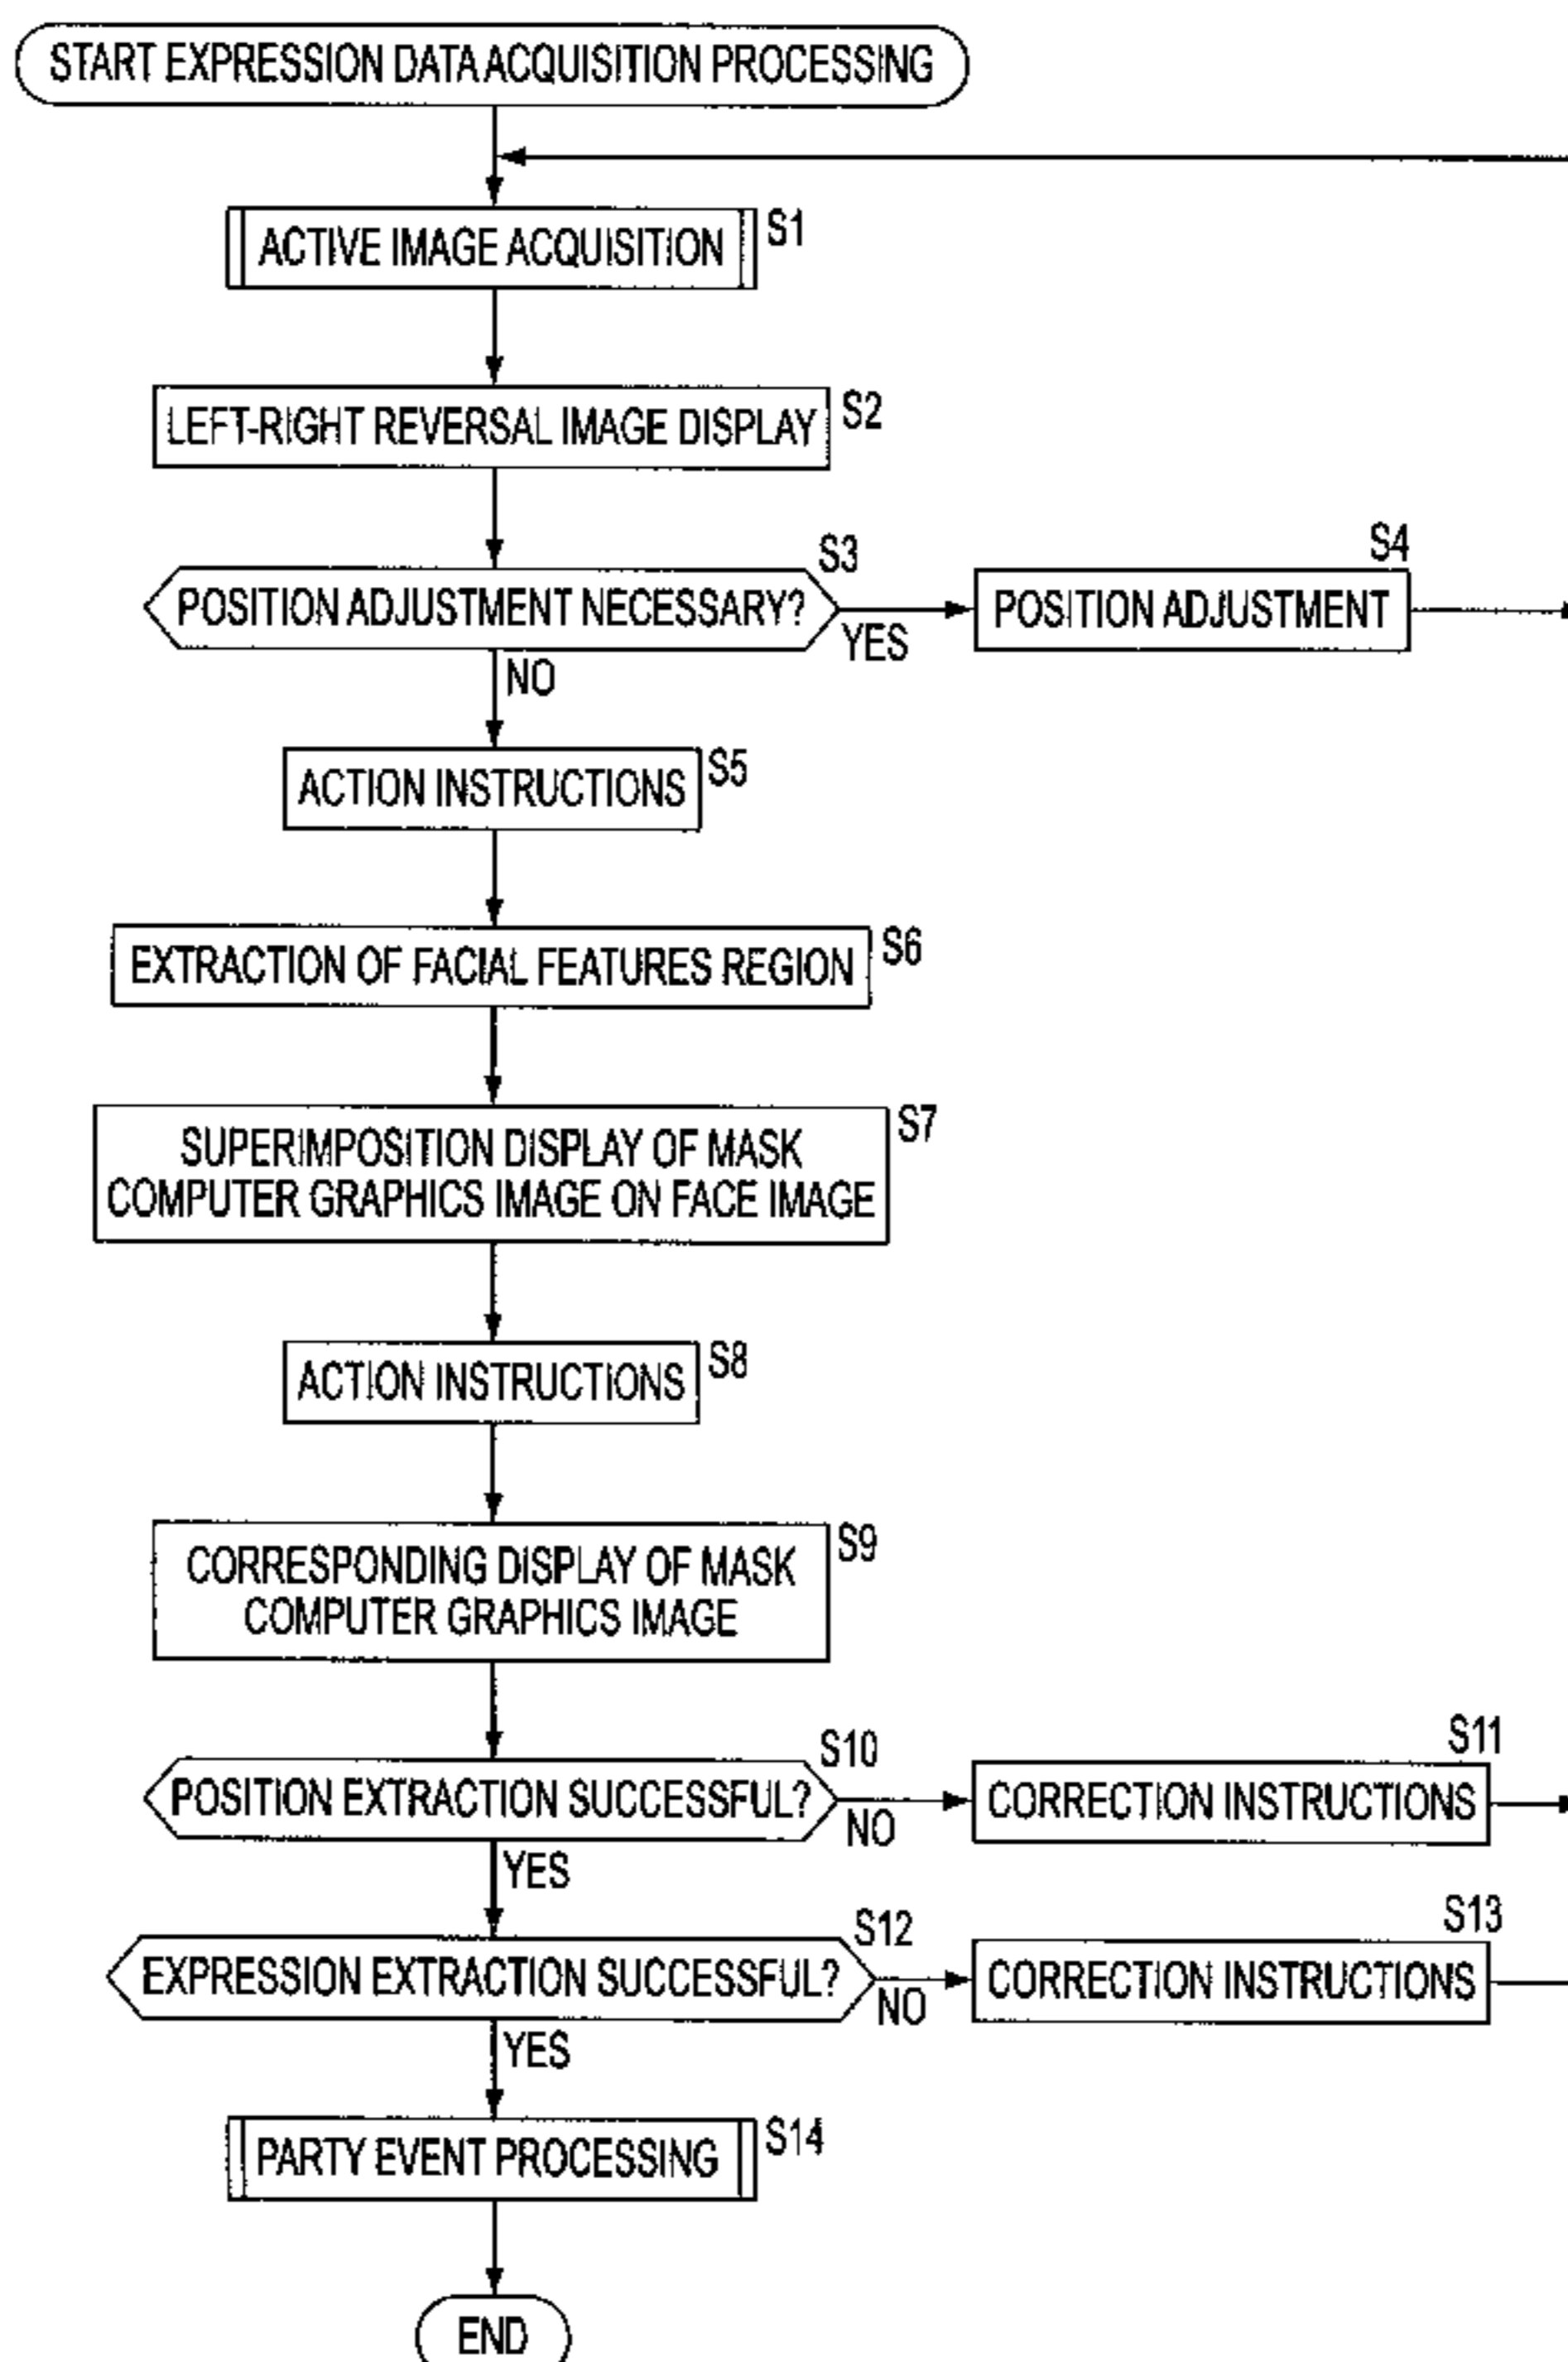 START EXPRESSION DATA ACQUISITION PROCESSING
ACTIVE IMAGE ACQUISITION
S1
LEFT-RIGHT REVERSAL IMAGE DISPLAY
S2
S3
POSITION ADJUSTMENT NECESSARY?
YES
NO
S4
POSITION ADJUSTMENT
ACTION INSTRUCTIONS
S5
EXTRACTION OF FACIAL FEATURES REGION
S6
SUPERIMPOSITION DISPLAY OF MASK
COMPUTER GRAPHICS IMAGE ON FACE IMAGE
S7
ACTION INSTRUCTIONS
S8
CORRESPONDING DISPLAY OF MASK
COMPUTER GRAPHICS IMAGE
S9
S10
POSITION EXTRACTION SUCCESSFUL?
NO
YES
S11
CORRECTION INSTRUCTIONS
S12
EXPRESSION EXTRACTION SUCCESSFUL?
NO
YES
S13
CORRECTION INSTRUCTIONS
PARTY EVENT PROCESSING
S14
END